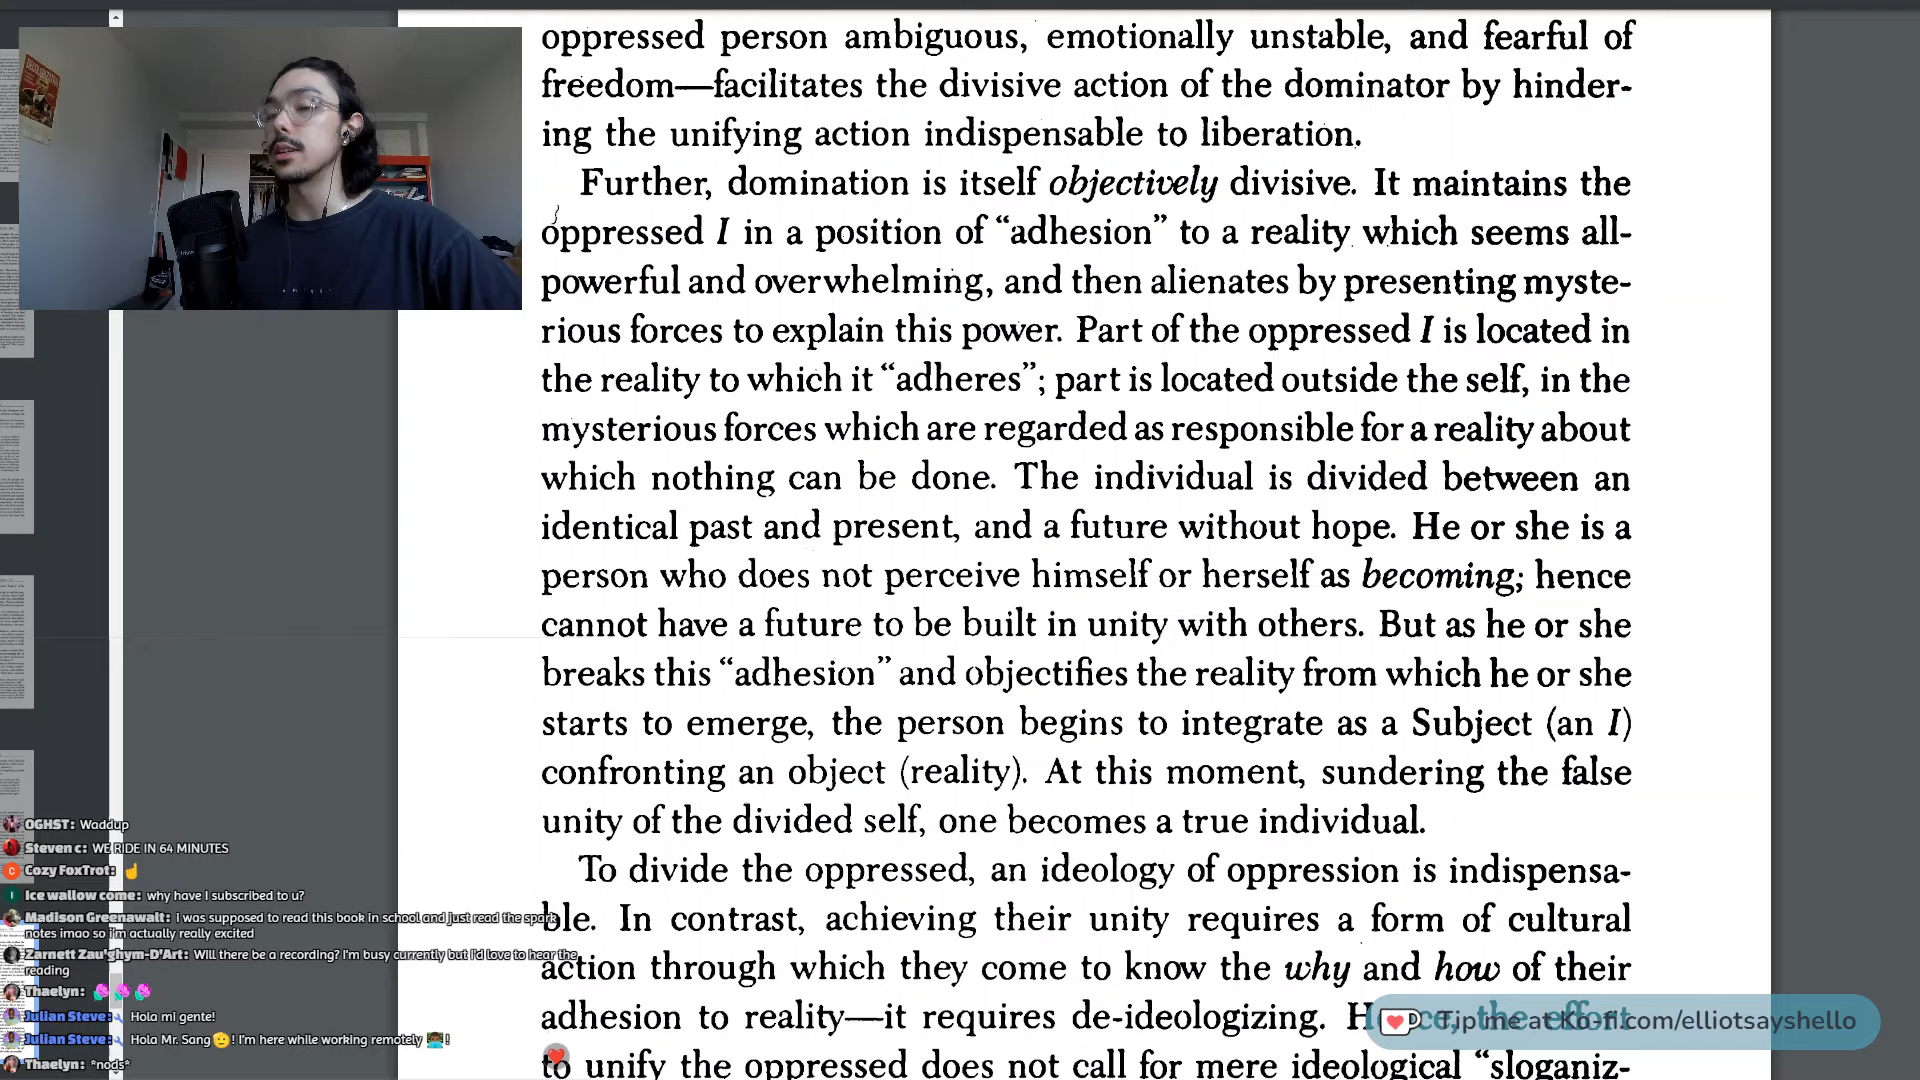 oppressed person ambiguous, emotionally unstable, and fearful of
freedom—facilitates the divisive action of the dominator by hinder-
ing the unifying action indispensable to liberation.
Further, domination is itself objectively divisive. It maintains the
oppressed I in a position of “adhesion” to a reality which seems all-
powerful and overwhelming, and then alienates by presenting myste-
rious forces to explain this power. Part of the oppressed I is located in
the reality to which it “adheres”; part is located outside the self, in the
mysterious forces which are regarded as responsible for a reality about
which nothing can be done. The individual is divided between an
identical past and present, and a future without hope. He or she is a
person who does not perceive himself or herself as becoming; hence
cannot have a future to be built in unity with others. But as he or she
breaks this “adhesion” and objectifies the reality from which he or she
starts to emerge, the person begins to integrate as a Subject (an I)
confronting an object (reality). At this moment, sundering the false
unity of the divided self, one becomes a true individual.
To divide the oppressed, an ideology of oppression is indispensa-
ble. In contrast, achieving their unity requires a form of cultural
action through which they come to know the why and how of their
adhesion to reality—it requires de-ideologizing. Hence, the effort
to unify the oppressed does not call for mere ideological “sloganiz-
OGHST: Waddup
Steven c: WE RIDE IN 64 MINUTES
Cozy FoxTrot: ☝
Ice wallow come: why have I subscribed to u?
Madison Greenawalt: I was supposed to read this book in school and just read the spark
notes lmao so i'm actually really excited
Zarnett Zau'ghym-D'Art: Will there be a recording? I'm busy currently but I'd love to hear the
reading
Thaelyn:
Julian Steve: Hola mi gente!
Julian Steve: Hola Mr. Sang🫡! I'm here while working remotely 👨🏾‍💻!
Thaelyn: *nods*
Tip me at Ko-fi.com/elliotsayshello